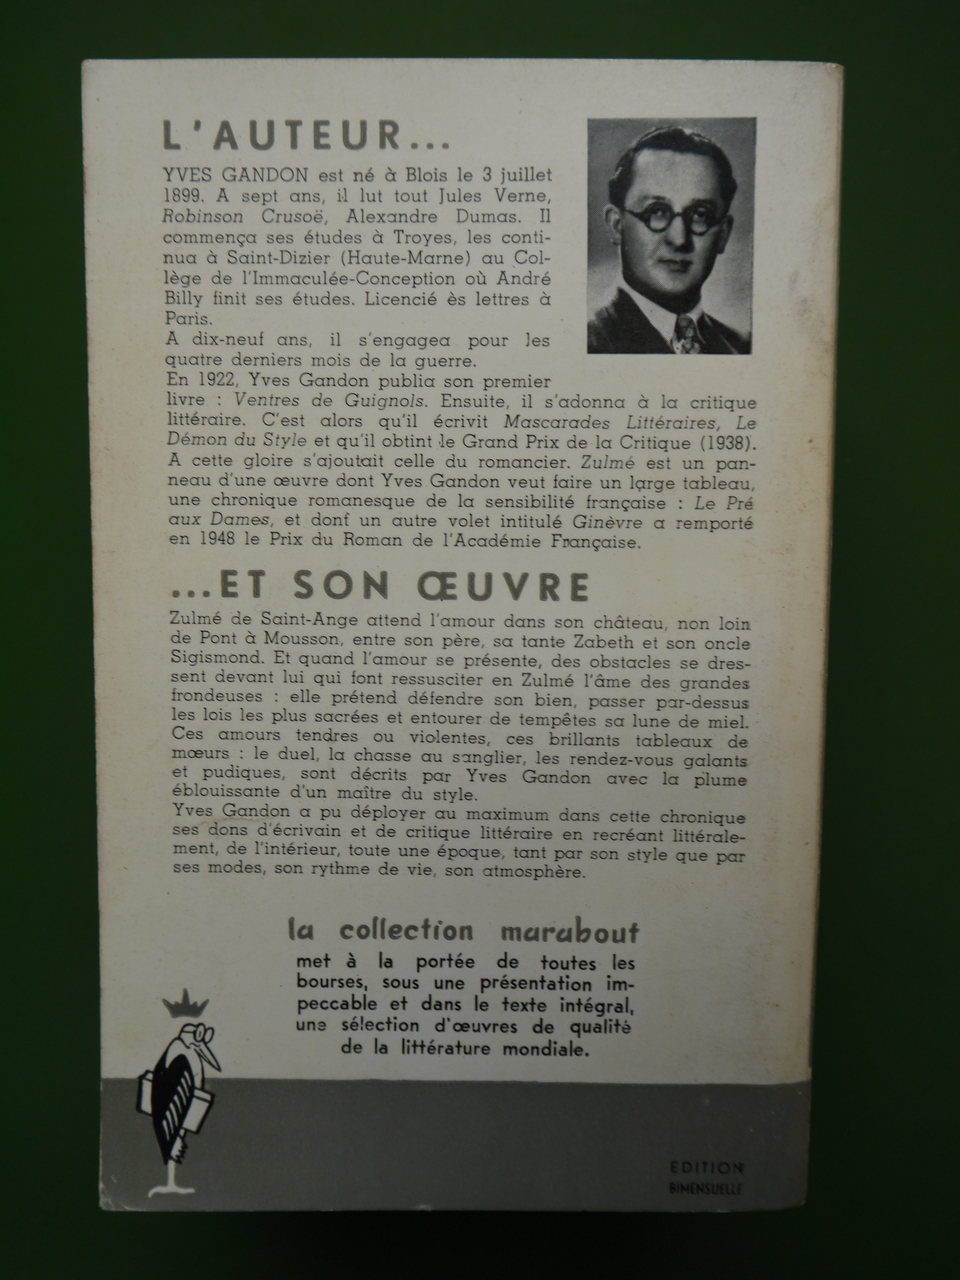 L'AUTEUR...
YVES GANDON est né à Blois le 3 juillet
1899. A sept ans, il lut tout Jules Verne,
Robinson Crusoë, Alexandre Dumas. Il
commença ses études à Troyes, les conti-
nua à Saint-Dizier (Haute-Marne) au Col-
lège de l'Immaculée-Conception où André
Billy finit ses études. Licencié ès lettres à
Paris.
A dix-neuf ans, il s'engagea pour les
quatre derniers mois de la guerre.
En 1922, Yves Gandon publia son premier
livre : Ventres de Guignols. Ensuite, il s'adonna à la critique
littéraire. C'est alors qu'il écrivit Mascarades Littéraires, Le
Démon du Style et qu'il obtint le Grand Prix de la Critique (1938).
A cette gloire s'ajoutait celle du romancier. Zulmé est un pan-
neau d'une œuvre dont Yves Gandon veut faire un large tableau,
une chronique romanesque de la sensibilité française : Le Pré
aux Dames, et donf un autre volet intitulé Ginèvre a remporté
en 1948 le Prix du Roman de l'Académie Française.
...ET SON ŒUVRE
Zulmé de Saint-Ange attend l'amour dans son château, non loin
de Pont à Mousson, entre son père, sa tante Zabeth et son oncle
Sigismond. Et quand l'amour se présente, des obstacles se dres-
sent devant lui qui font ressusciter en Zulmé l'âme des grandes
frondeuses : elle prétend défendre son bien, passer par-dessus
les lois les plus sacrées et entourer de tempêtes sa lune de miel.
Ces amours tendres ou violentes, ces brillants tableaux de
mœurs : le duel, la chasse au sanglier, les rendez-vous galants
et pudiques, sont décrits par Yves Gandon avec la plume
éblouissante d'un maître du style.
Yves Gandon a pu déployer au maximum dans cette chronique
ses dons d'écrivain et de critique littéraire en recréant littérale-
ment, de l'intérieur, toute une époque, tant par son style que par
ses modes, son rythme de vie, son atmosphère.
la collection marabout
met à la portée de toutes les
bourses, sous une présentation im-
peccable et dans le texte intégral,
une sélection d'œuvres de qualité
de la littérature mondiale.
EDITION
BIMENSUELLE